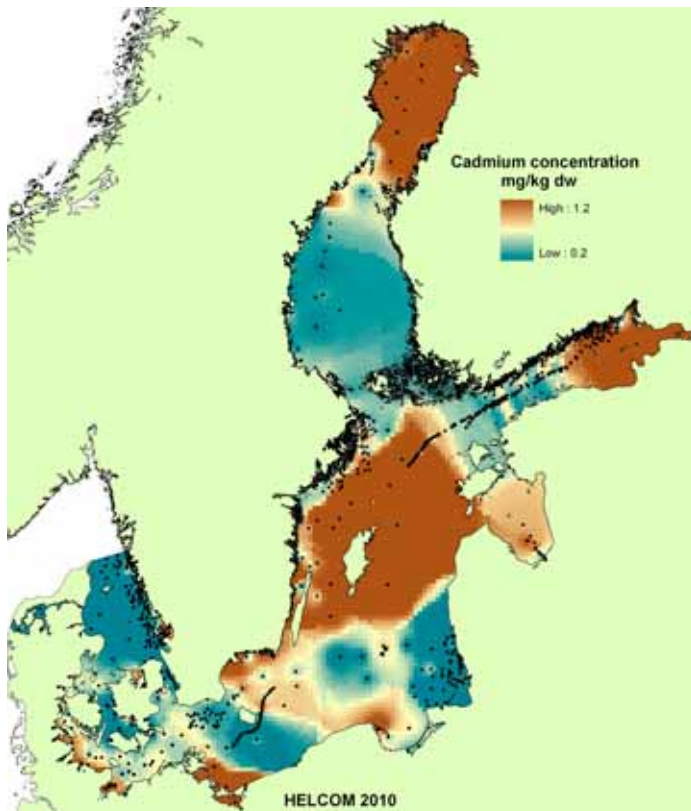 Cadmium concentration
mg/kg dw
High : 1.2
Low : 0.2
HELCOM 2010